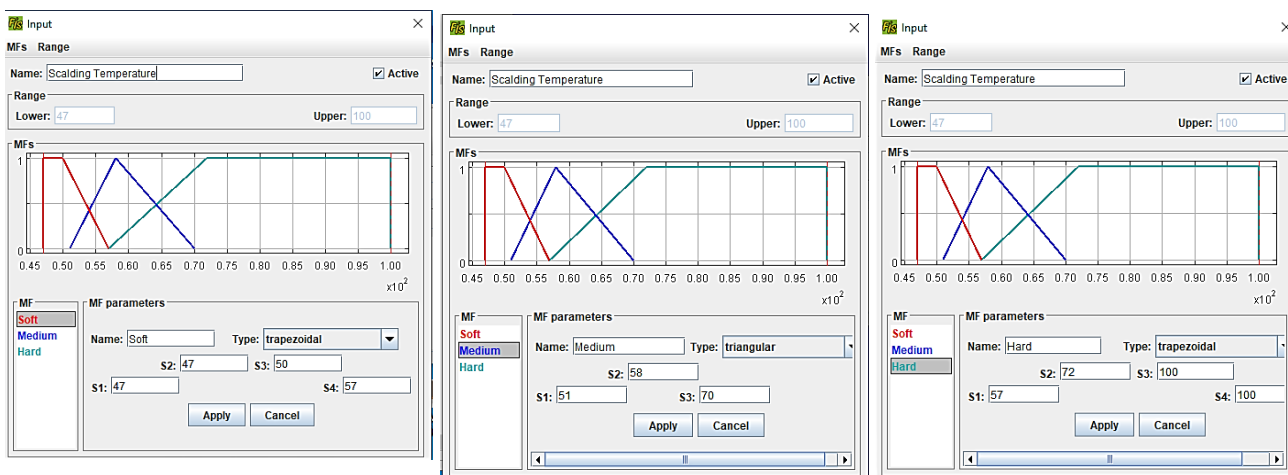 Fis Input
MFs Range
Name: Scalding Temperature Active
Range
Lower: 47 Upper: 100
MFs
1
0
0.45 0.50 0.55 0.60 0.65 0.70 0.75 0.80 0.85 0.90 0.95 1.00
x10²
MF
Soft
Medium
Hard
MF parameters
Name: Soft Type: trapezoidal
S2: 47 S3: 50
S1: 47 S4: 57
Apply Cancel
Fis Input
MFs Range
Name: Scalding Temperature Active
Range
Lower: 47 Upper: 100
MFs
1
0
0.45 0.50 0.55 0.60 0.65 0.70 0.75 0.80 0.85 0.90 0.95 1.00
x10²
MF
Soft
Medium
Hard
MF parameters
Name: Medium Type: triangular
S2: 58
S1: 51 S3: 70
Apply Cancel
Fis Input
MFs Range
Name: Scalding Temperature Active
Range
Lower: 47 Upper: 100
MFs
1
0
0.45 0.50 0.55 0.60 0.65 0.70 0.75 0.80 0.85 0.90 0.95 1.00
x10²
MF
Soft
Medium
Hard
MF parameters
Name: Hard Type: trapezoidal
S2: 72 S3: 100
S1: 57 S4: 100
Apply Cancel